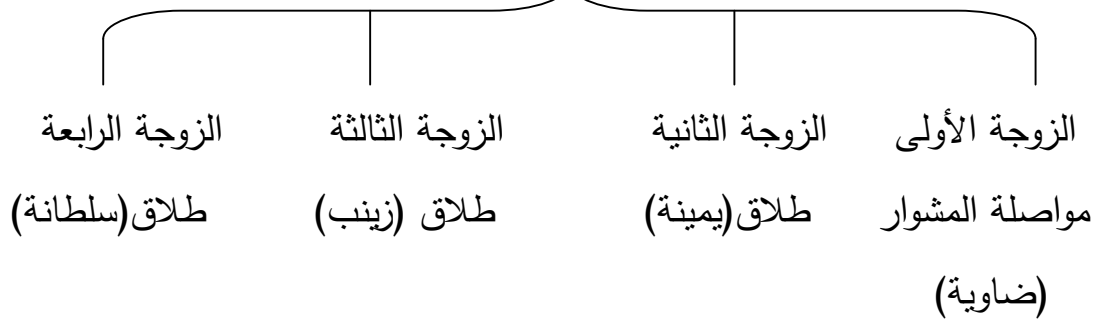 الزوجة الأولى الزوجة الثانية الزوجة الثالثة الزوجة الرابعة
مواصلة المشوار طلاق(يمينة) طلاق (زينب) طلاق(سلطانة)
(ضاوية)